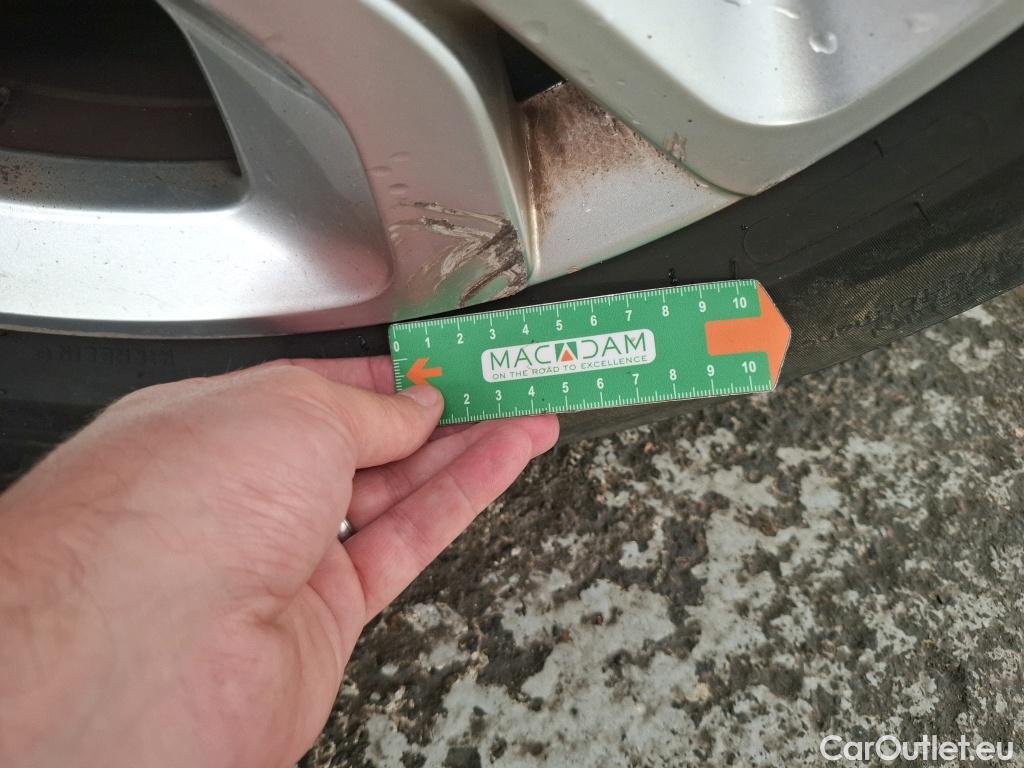 0 1 2 3 4 5 6 7 8 9 10
MACADAM
ON THE ROAD TO EXCELLENCE
2 3 4 5 6 7 8 9 10
CarOutlet.eu